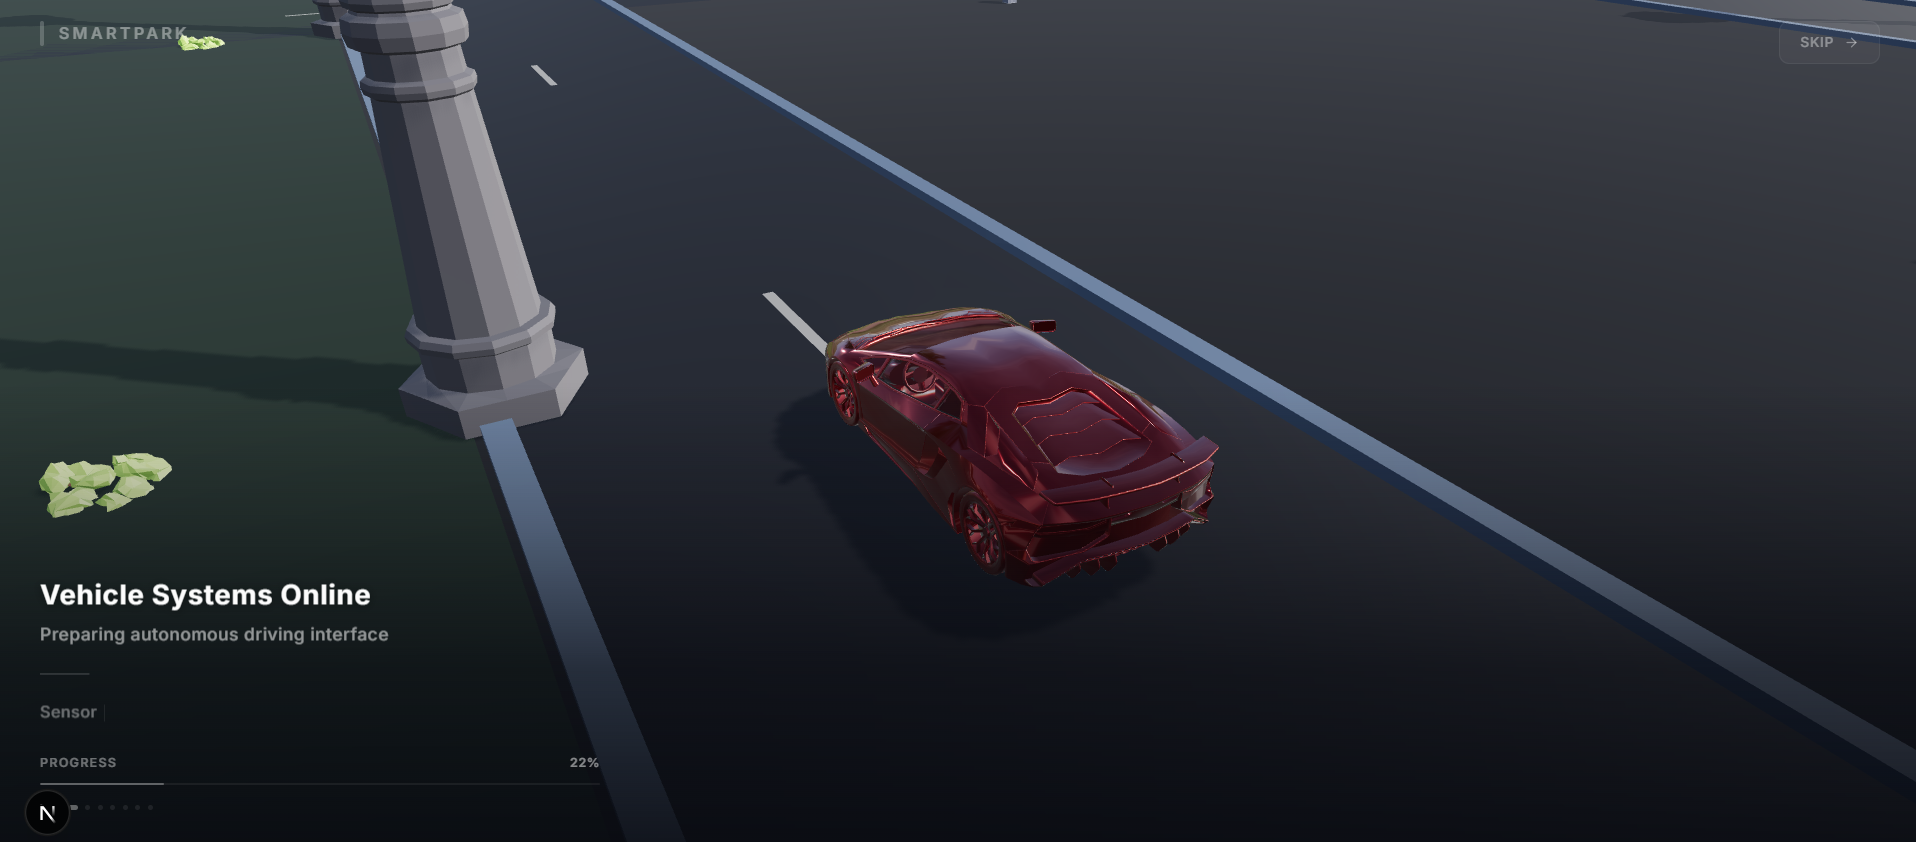 SMARTPARK
SKIP →
Vehicle Systems Online
Preparing autonomous driving interface
Sensor
PROGRESS 22%
N